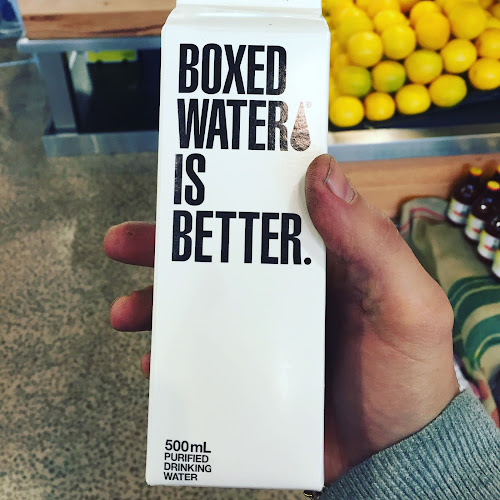 BOXED
WATER
IS
BETTER.
500mL
PURIFIED
DRINKING
WATER